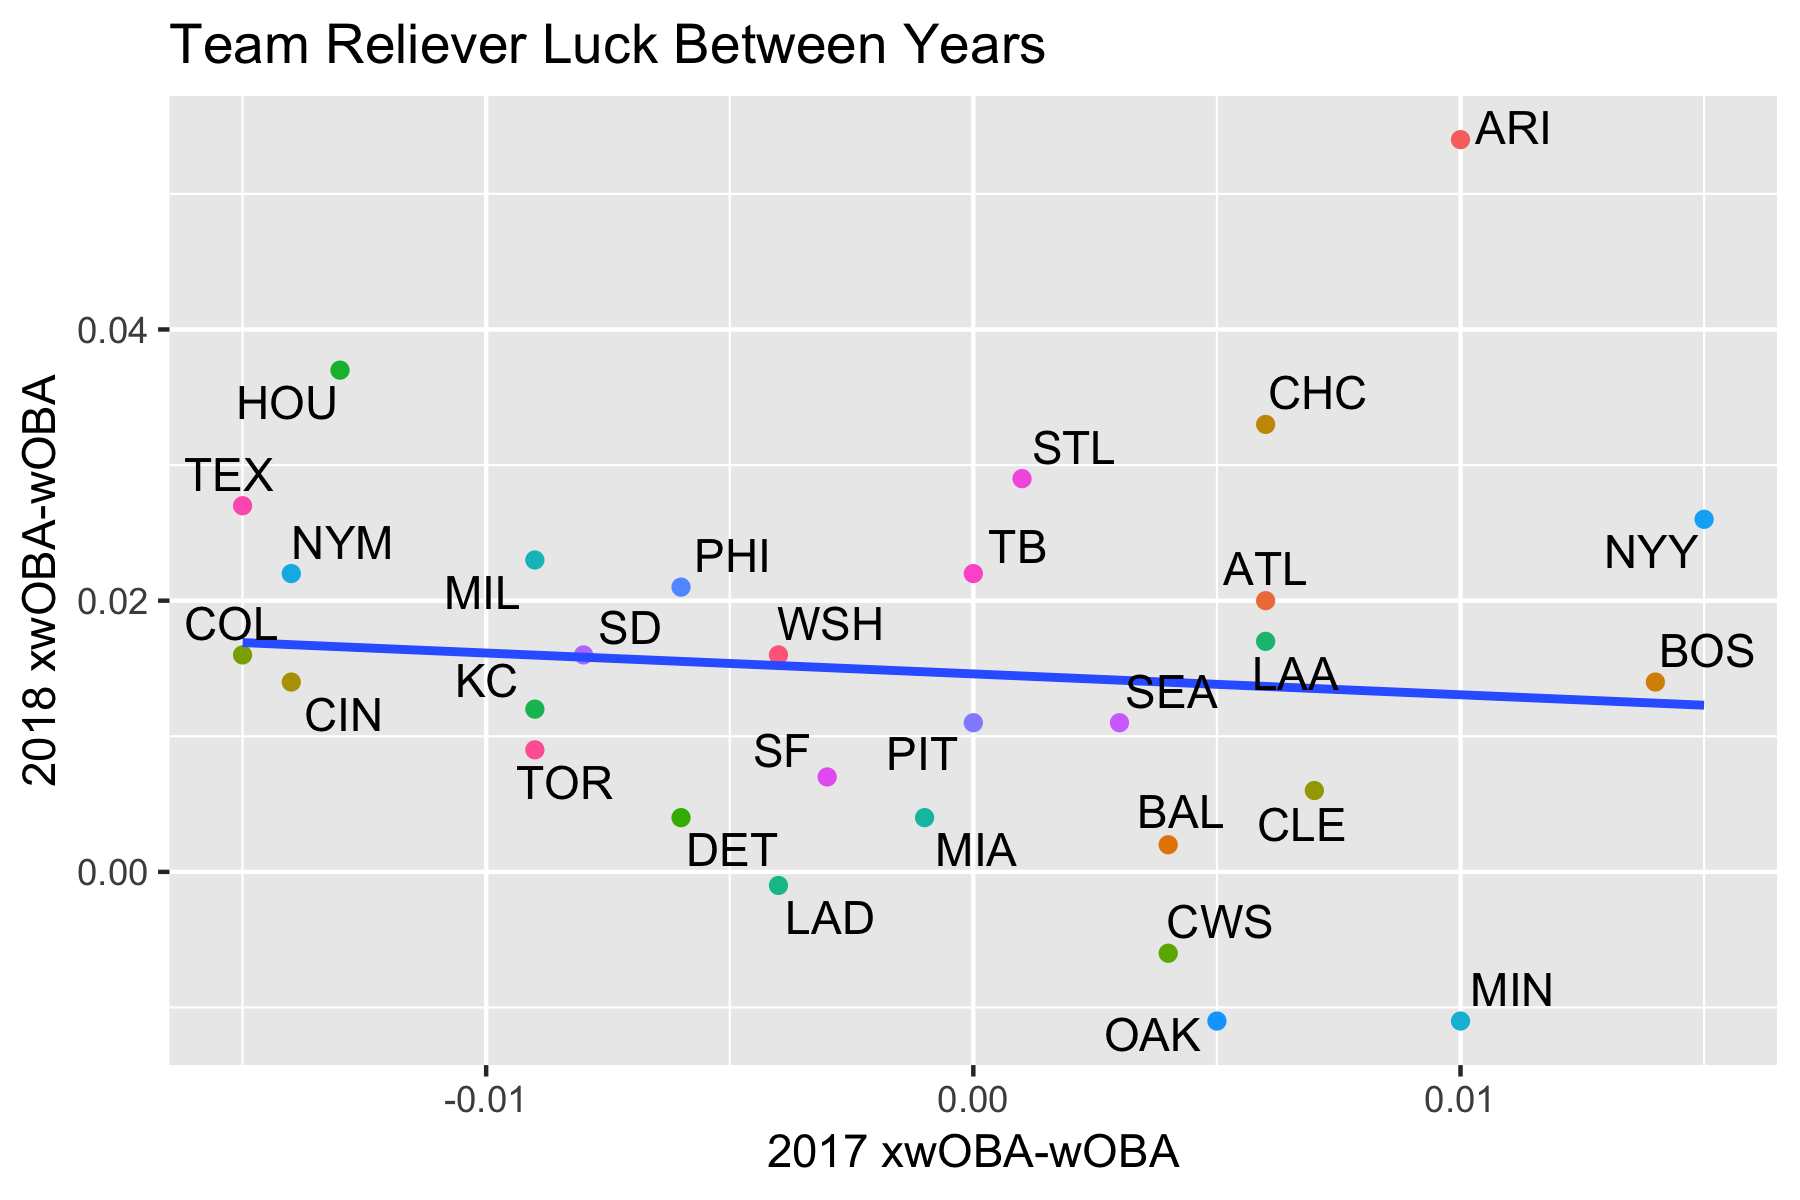 Team Reliever Luck Between Years
ARI
0.04
HOU
CHC
STL
TEX
NYM
PHI
TB
NYY
MIL
ATL
0.02
COL
SD
WSH
BOS
KC
SEA
LAA
CIN
SF
PIT
TOR
BAL
CLE
DET
MIA
0.00
LAD
CWS
MIN
OAK
-0.01
0.00
0.01
2017 xwOBA-wOBA
2018 xwOBA-wOBA